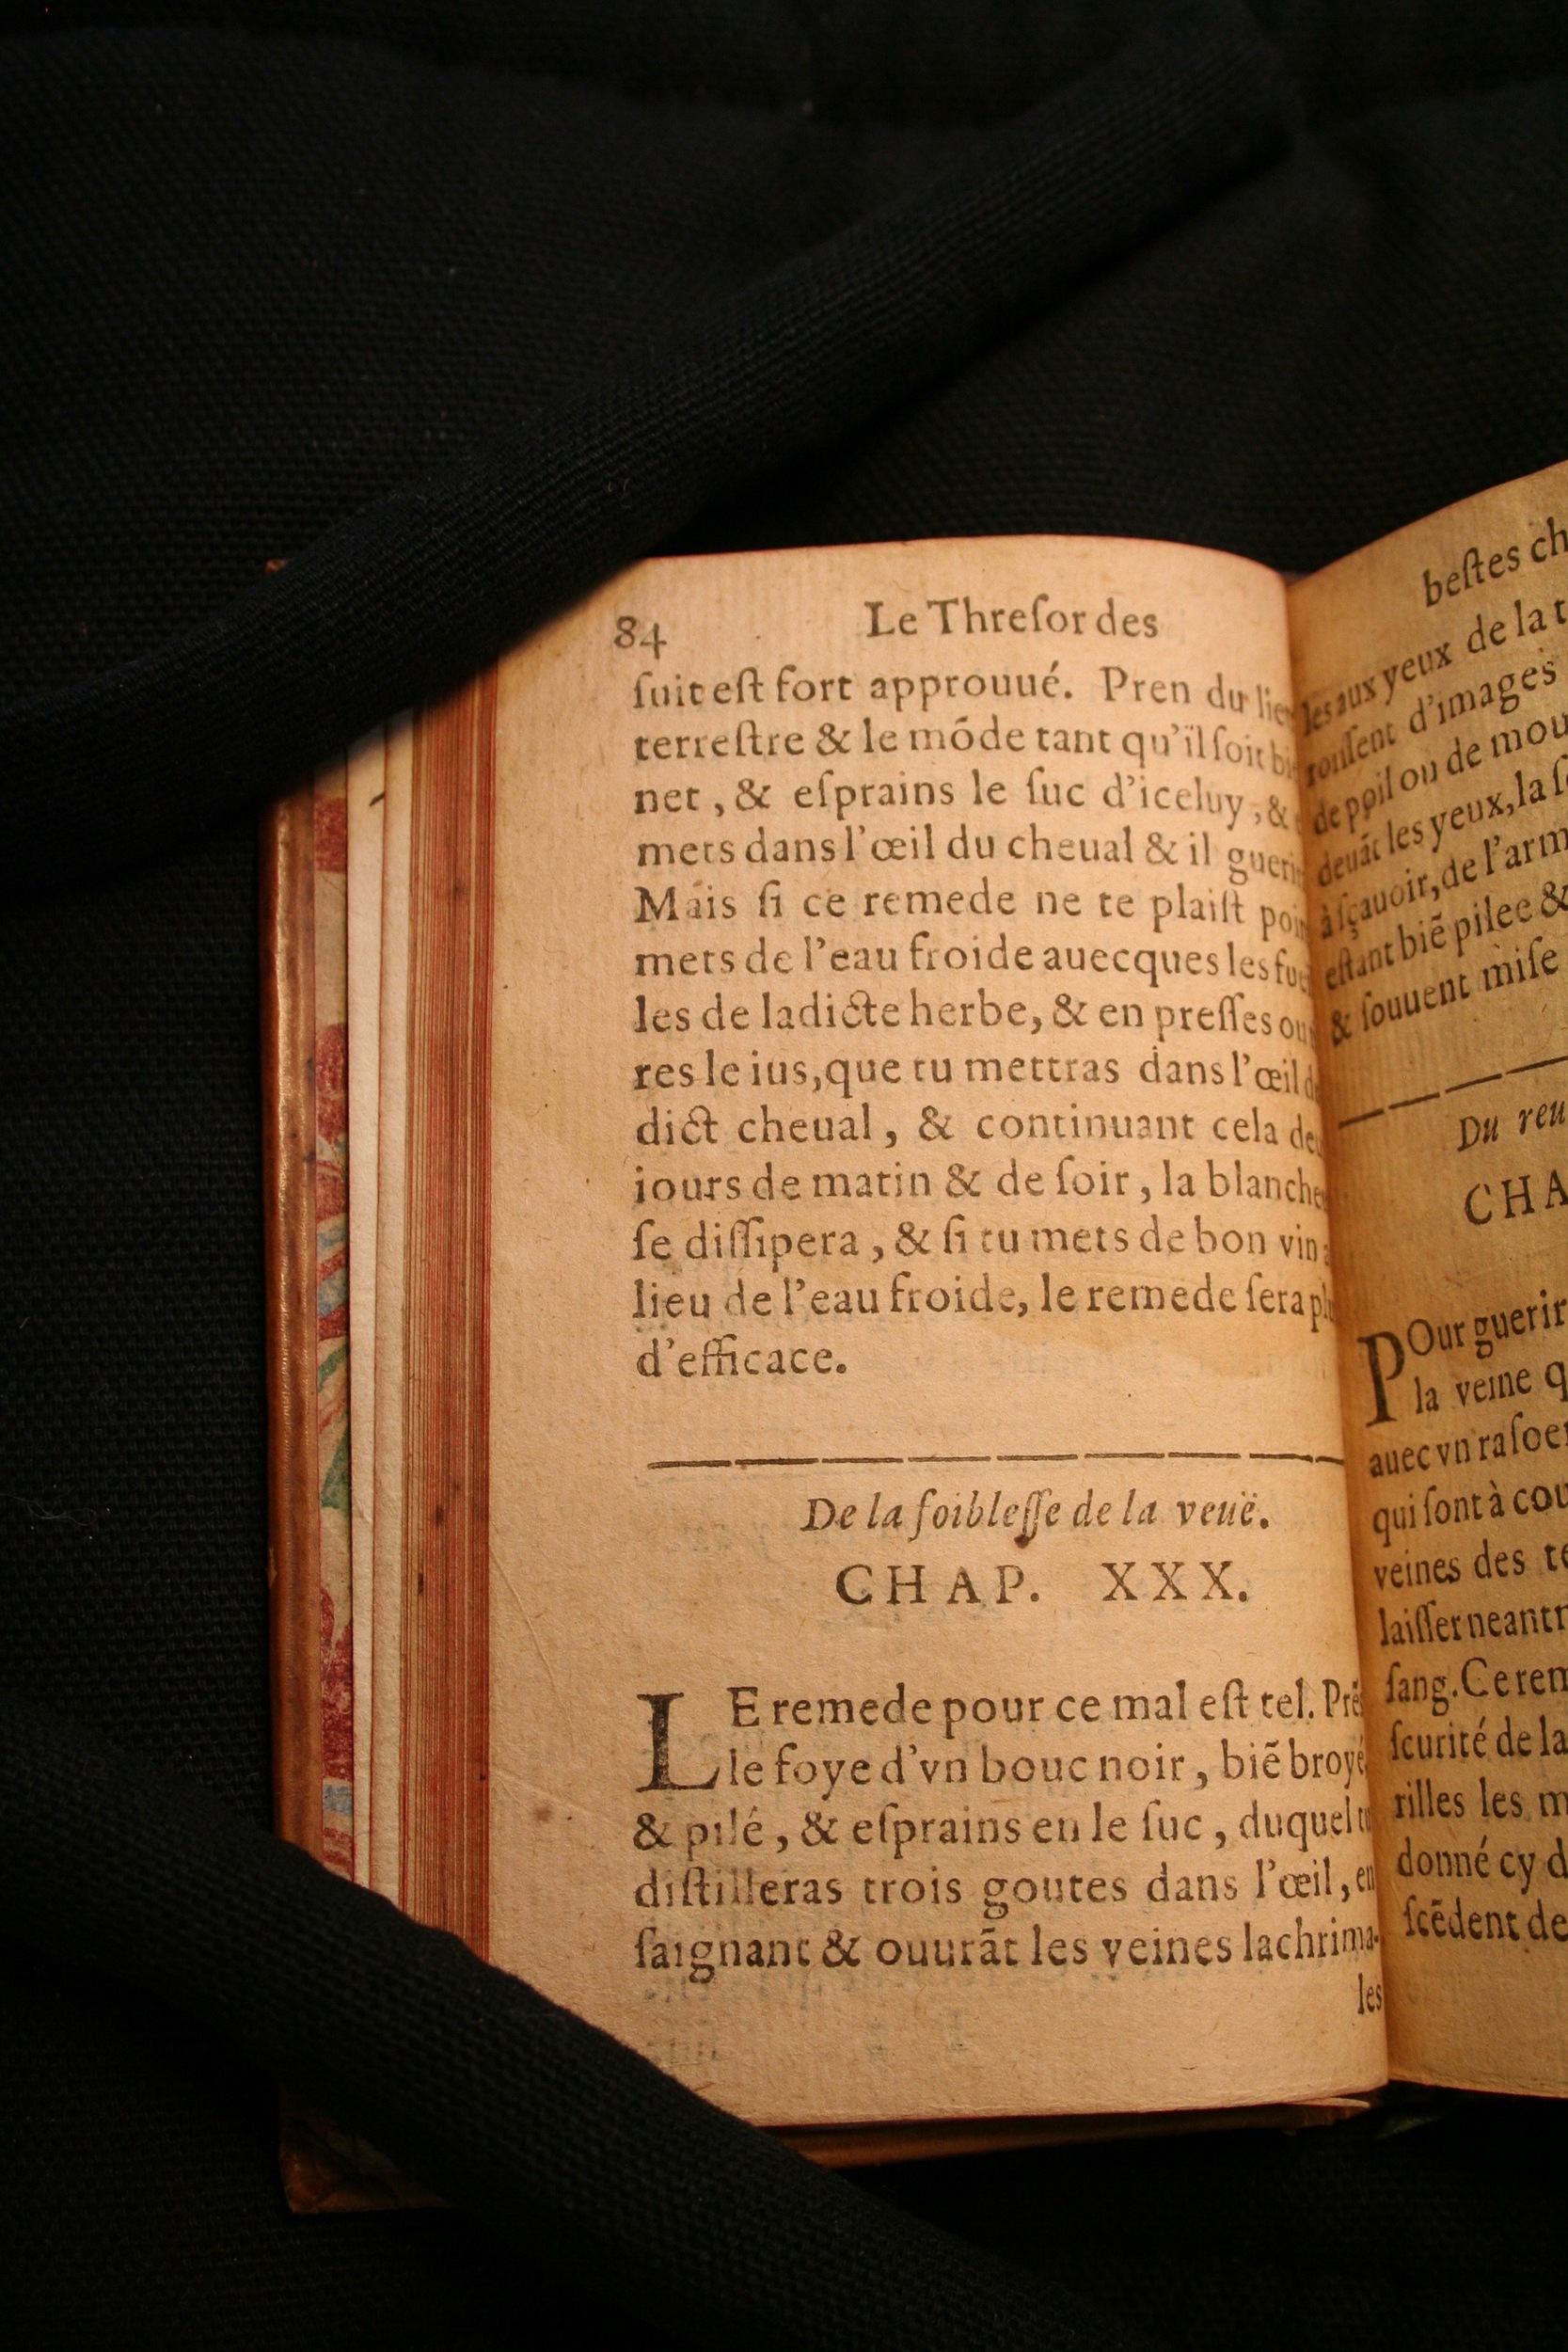 84 Le Threſor des
ſuit eſt fort approuué. Pren du
terreſtre & le mõde tant qu'il ſoit
net, & eſprains le ſuc d'iceluy, &
mets dans l'œil du cheual & il
Mais ſi ce remede ne te plaiſt
mets de l'eau froide auecques les
les de ladicte herbe, & en preſſes
res le ius, que tu mettras dans l'œil
dict cheual, & continuant cela
iours de matin & de ſoir, la
ſe diſſipera, & ſi tu mets de bon vin
lieu de l'eau froide, le remede ſera
d'efficace.
De la foibleſſe de la veuë.
CHAP. XXX.
LE remede pour ce mal eſt tel. Prẽ
le foye d'vn bouc noir, biẽ broyé
& pilé, & eſprains en le ſuc, duquel
diſtilleras trois goutes dans l'œil, en
ſaignant & ouurãt les veines lachrima-
les
beſtes
les aux yeux de la
d'images
de poil ou de
deuãt les yeux, la
à ſçauoir, de
eſtant biẽ pilee &
& ſouuent miſe
Du
POur guerir
la veine
auec vn
qui ſont à
veines des
laiſſer
ſang. Ce
ſcurité de la
rilles les
donné cy
ſcẽdent